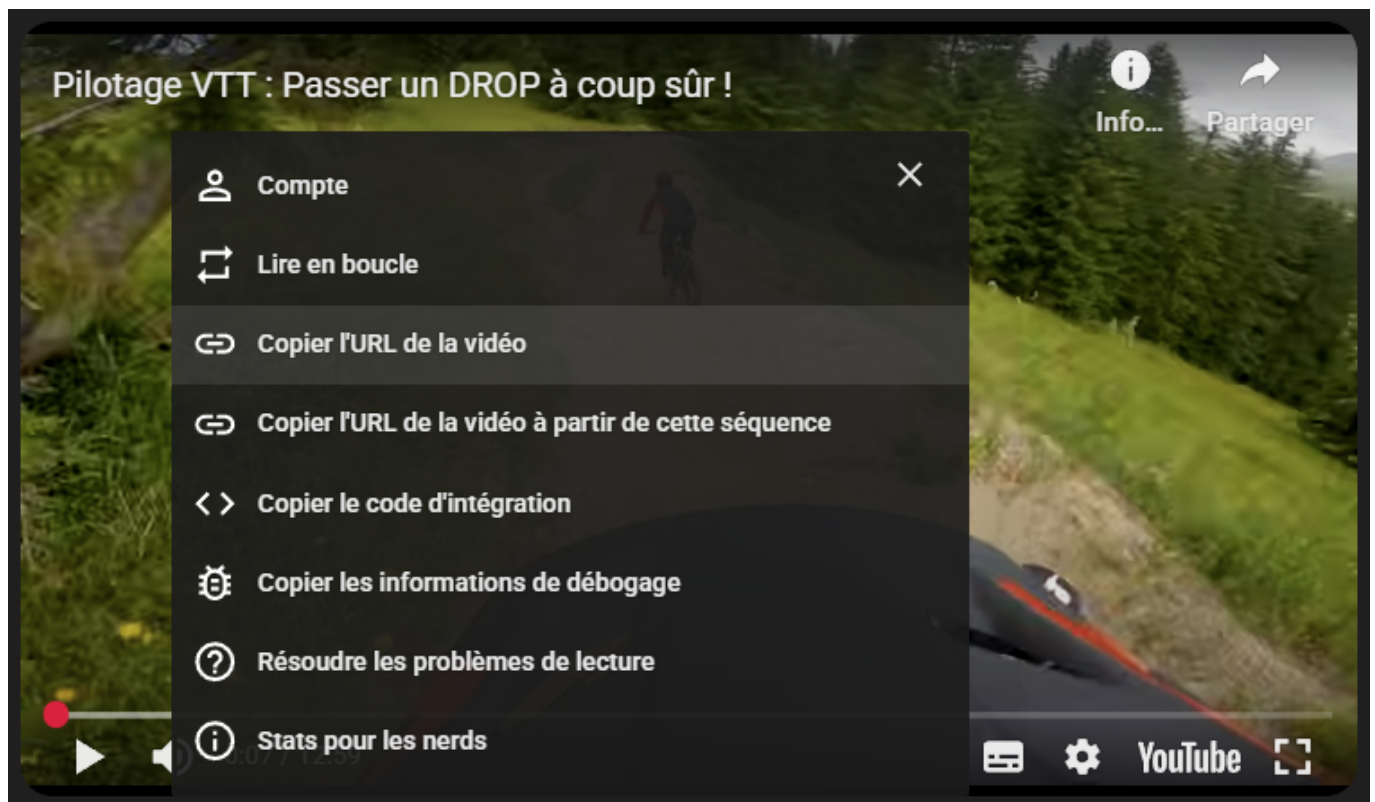 Pilotage VTT : Passer un DROP à coup sûr !
Info...
Partager
Compte
Lire en boucle
Copier l'URL de la vidéo
Copier l'URL de la vidéo à partir de cette séquence
Copier le code d'intégration
Copier les informations de débogage
Résoudre les problèmes de lecture
Stats pour les nerds
YouTube